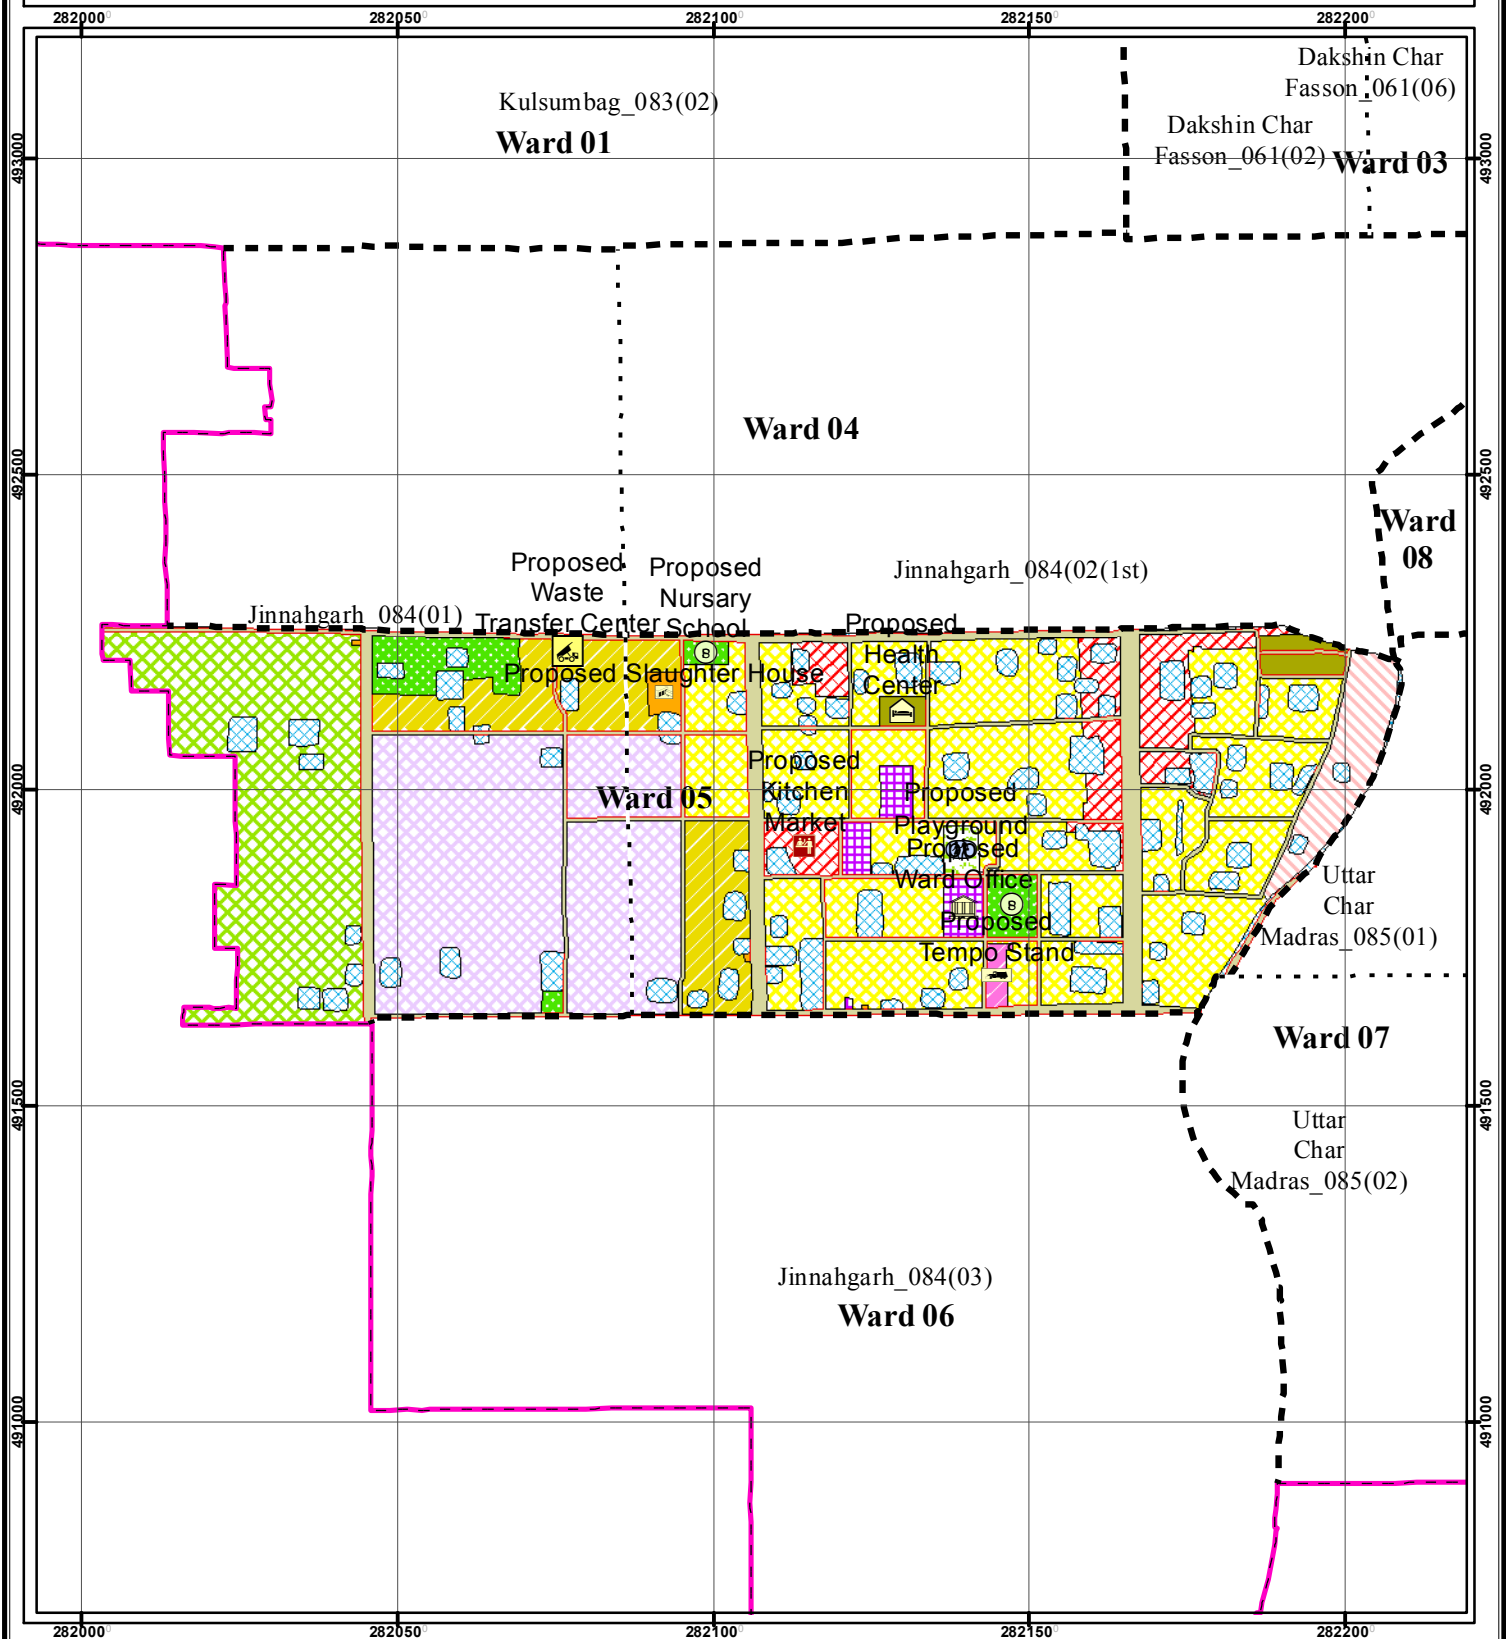 282000 282050 282100 282150 282200
Dakshin Char
Fasson_061(06)
Kulsumbag_083(02)
Ward 01
Dakshin Char
Fasson_061(02)
Ward 03
493000
493000
Ward 04
492500
492500
Ward
08
Jinnahgarh_084(02(1st)
Proposed
Waste
Transfer Center
Proposed
Nursary
School
Jinnahgarh_084(01)
Proposed
Health
Center
Proposed Slaughter House
B
Proposed
Kitchen
Market
492000
492000
Ward 05
Proposed
Playground
Proposed
Ward Office
B
Proposed
Tempo Stand
Uttar
Char
Madras_085(01)
Ward 07
491500
491500
Uttar
Char
Madras_085(02)
Jinnahgarh_084(03)
Ward 06
491000
491000
282000 282050 282100 282150 282200